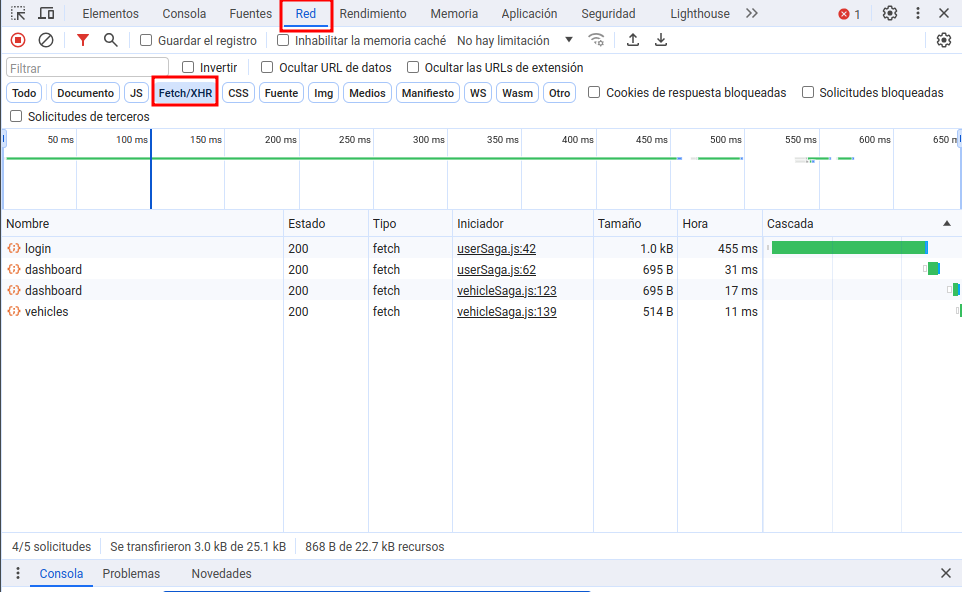 Elementos Consola Fuentes Red Rendimiento Memoria Aplicación Seguridad Lighthouse 1
Guardar el registro Inhabilitar la memoria caché No hay limitación
Filtrar Invertir Ocultar URL de datos Ocultar las URLs de extensión
Todo Documento JS Fetch/XHR CSS Fuente Img Medios Manifiesto WS Wasm Otro Cookies de respuesta bloqueadas Solicitudes bloqueadas
Solicitudes de terceros
50 ms 100 ms 150 ms 200 ms 250 ms 300 ms 350 ms 400 ms 450 ms 500 ms 550 ms 600 ms 650 m
Nombre Estado Tipo Iniciador Tamaño Hora Cascada
login 200 fetch userSaga.js:42 1.0 kB 455 ms
dashboard 200 fetch userSaga.js:62 695 B 31 ms
dashboard 200 fetch vehicleSaga.js:123 695 B 17 ms
vehicles 200 fetch vehicleSaga.js:139 514 B 11 ms
4/5 solicitudes Se transfirieron 3.0 kB de 25.1 kB 868 B de 22.7 kB recursos
Consola Problemas Novedades